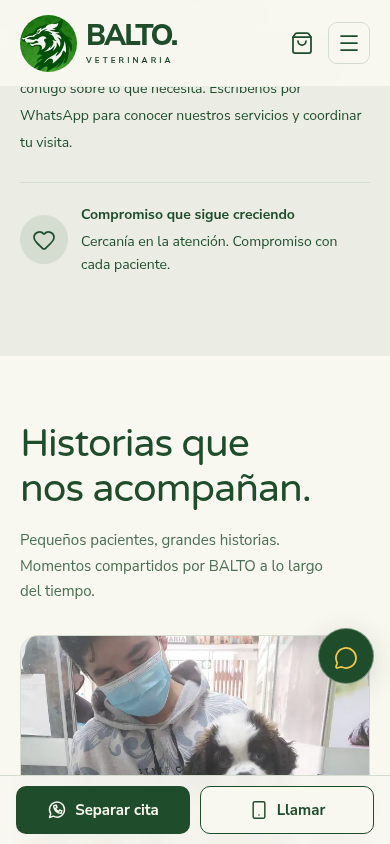 BALTO.
VETERINARIA
contigo sobre lo que necesita. Escríbenos por
WhatsApp para conocer nuestros servicios y coordinar
tu visita.
Compromiso que sigue creciendo
Cercanía en la atención. Compromiso con
cada paciente.
Historias que
nos acompañan.
Pequeños pacientes, grandes historias.
Momentos compartidos por BALTO a lo largo
del tiempo.
Separar cita
Llamar